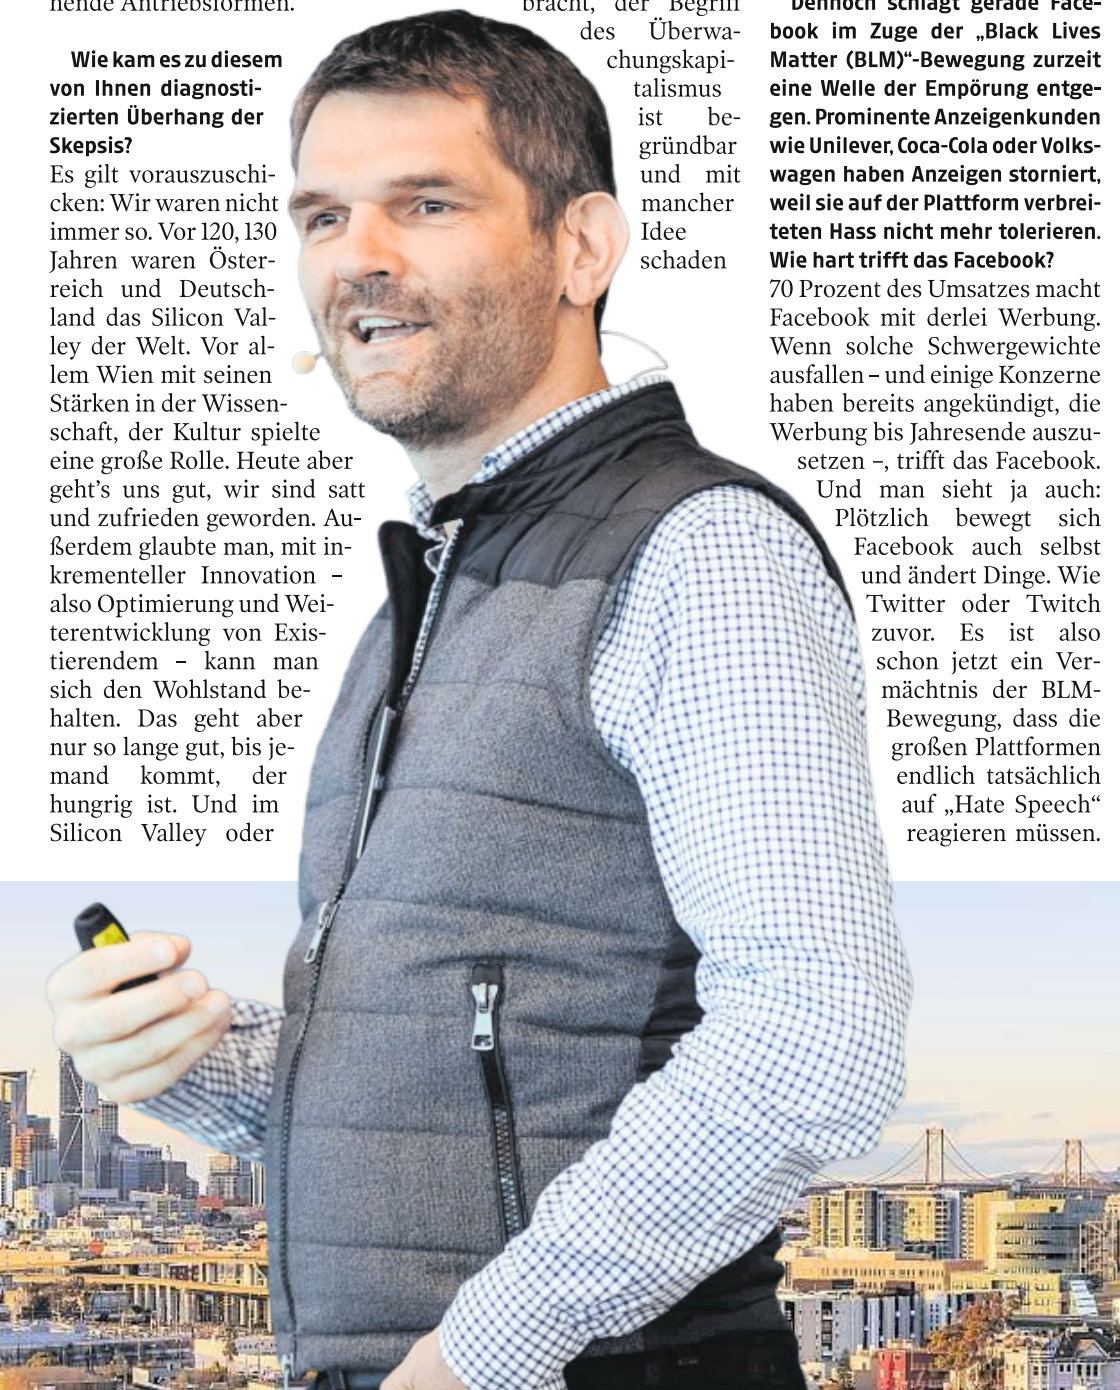 hende Antriebsformen.
Wie kam es zu diesem
von Ihnen diagnosti-
zierten Überhang der
Skepsis?
Es gilt vorauszuschi-
cken: Wir waren nicht
immer so. Vor 120, 130
Jahren waren Öster-
reich und Deutsch-
land das Silicon Val-
ley der Welt. Vor al-
lem Wien mit seinen
Stärken in der Wissen-
schaft, der Kultur spielte
eine große Rolle. Heute aber
geht’s uns gut, wir sind satt
und zufrieden geworden. Au-
ßerdem glaubte man, mit in-
krementeller Innovation –
also Optimierung und Wei-
terentwicklung von Exis-
tierendem – kann man
sich den Wohlstand be-
halten. Das geht aber
nur so lange gut, bis je-
mand kommt, der
hungrig ist. Und im
Silicon Valley oder
bracht, der Begriff
des Überwa-
chungskapi-
talismus
ist be-
gründbar
und mit
mancher
Idee
schaden
Dennoch schlägt gerade Face-
book im Zuge der „Black Lives
Matter (BLM)“-Bewegung zurzeit
eine Welle der Empörung entge-
gen. Prominente Anzeigenkunden
wie Unilever, Coca-Cola oder Volks-
wagen haben Anzeigen storniert,
weil sie auf der Plattform verbrei-
teten Hass nicht mehr tolerieren.
Wie hart trifft das Facebook?
70 Prozent des Umsatzes macht
Facebook mit derlei Werbung.
Wenn solche Schwergewichte
ausfallen – und einige Konzerne
haben bereits angekündigt, die
Werbung bis Jahresende auszu-
setzen –, trifft das Facebook.
Und man sieht ja auch:
Plötzlich bewegt sich
Facebook auch selbst
und ändert Dinge. Wie
Twitter oder Twitch
zuvor. Es ist also
schon jetzt ein Ver-
mächtnis der BLM-
Bewegung, dass die
großen Plattformen
endlich tatsächlich
auf „Hate Speech“
reagieren müssen.